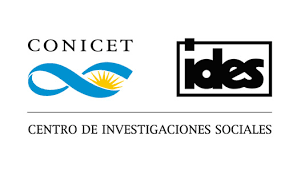 CONICET
ides
CENTRO DE INVESTIGACIONES SOCIALES